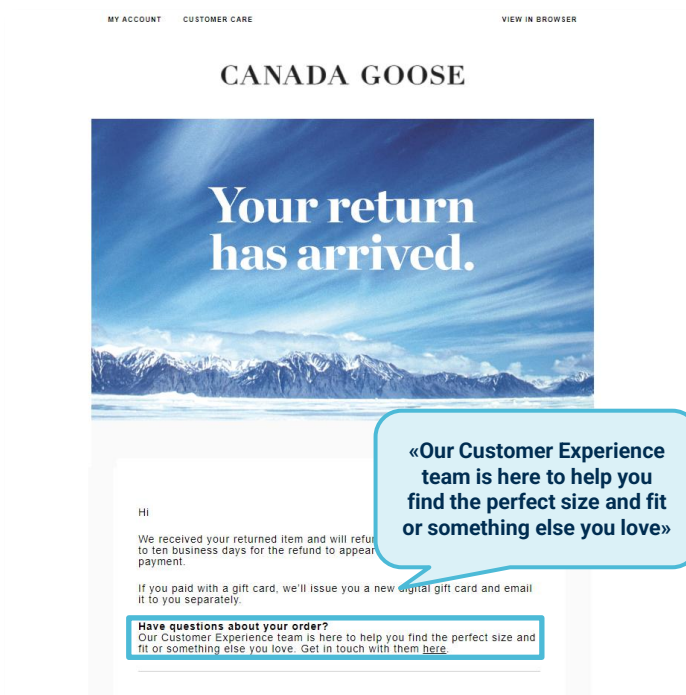 MY ACCOUNT CUSTOMER CARE VIEW IN BROWSER
CANADA GOOSE
Your return
has arrived.
«Our Customer Experience
team is here to help you
find the perfect size and fit
or something else you love»
Hi
We received your returned item and will
to ten business days for the refund to appear
payment.
If you paid with a gift card, we'll issue you a new digital gift card and email
it to you separately.
Have questions about your order?
Our Customer Experience team is here to help you find the perfect size and
fit or something else you love. Get in touch with them here.